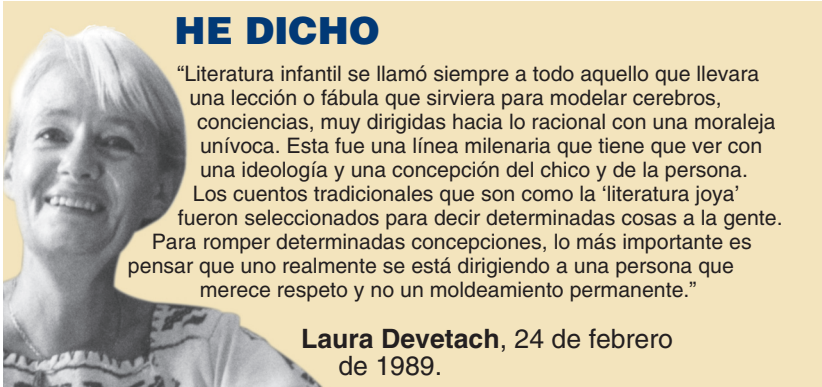 HE DICHO
“Literatura infantil se llamó siempre a todo aquello que llevara
una lección o fábula que sirviera para modelar cerebros,
conciencias, muy dirigidas hacia lo racional con una moraleja
unívoca. Esta fue una línea milenaria que tiene que ver con
una ideología y una concepción del chico y de la persona.
Los cuentos tradicionales que son como la ‘literatura joya’
fueron seleccionados para decir determinadas cosas a la gente.
Para romper determinadas concepciones, lo más importante es
pensar que uno realmente se está dirigiendo a una persona que
merece respeto y no un moldeamiento permanente.”
Laura Devetach, 24 de febrero
de 1989.